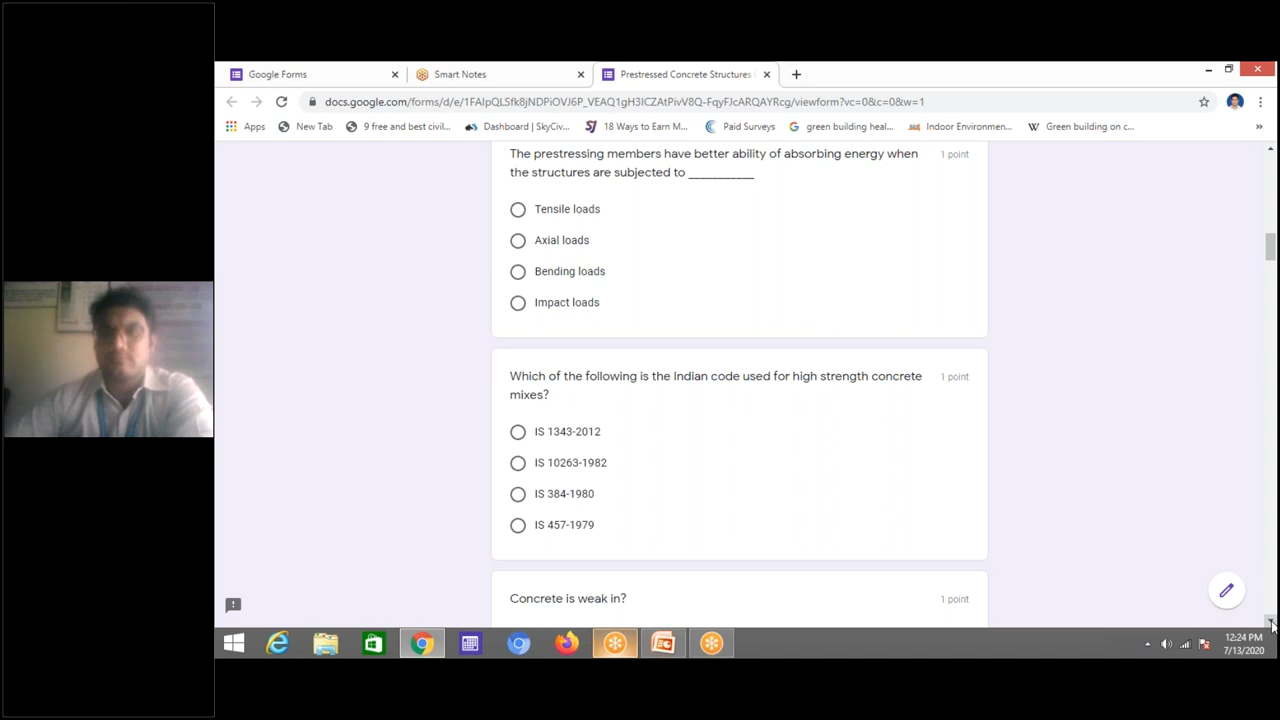 Google Forms
Smart Notes
Prestressed Concrete Structures
docs.google.com/forms/d/e/1FAIpQLSfk8jNDPiOVJ6P_VEAQ1gH3ICZAtPivV8Q-FqyFJcARQAYRcg/viewform?vc=0&c=0&w=1
Apps
New Tab
9 free and best civil...
Dashboard | SkyCiv...
18 Ways to Earn M...
Paid Surveys
green building heal...
Indoor Environmen...
Green building on c...
The prestressing members have better ability of absorbing energy when
1 point
the structures are subjected to ___________
Tensile loads
Axial loads
Bending loads
Impact loads
Which of the following is the Indian code used for high strength concrete
1 point
mixes?
IS 1343-2012
IS 10263-1982
IS 384-1980
IS 457-1979
Concrete is weak in?
1 point
12:24 PM
7/13/2020